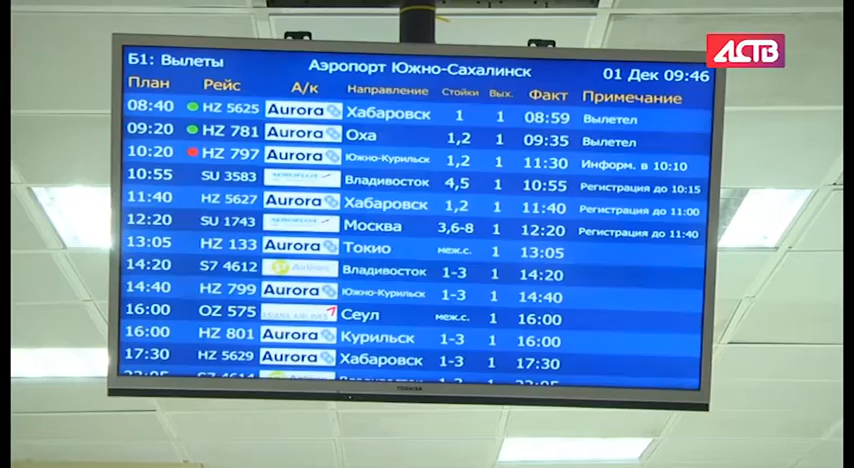 АСТВ
Б1: Вылеты Аэропорт Южно-Сахалинск 01 Дек 09:46
План Рейс А/к Направление Стойки Вых. Факт Примечание
08:40 HZ 5625 Aurora Хабаровск 1 1 08:59 Вылетел
09:20 HZ 781 Aurora Оха 1,2 1 09:35 Вылетел
10:20 HZ 797 Aurora Южно-Курильск 1,2 1 11:30 Информ. в 10:10
10:55 SU 3583 Владивосток 4,5 1 10:55 Регистрация до 10:15
11:40 HZ 5627 Aurora Хабаровск 1,2 1 11:40 Регистрация до 11:00
12:20 SU 1743 Москва 3,6-8 1 12:20 Регистрация до 11:40
13:05 HZ 133 Aurora Токио меж.с. 1 13:05
14:20 S7 4612 Владивосток 1-3 1 14:20
14:40 HZ 799 Aurora Южно-Курильск 1-3 1 14:40
16:00 OZ 575 Сеул меж.с. 1 16:00
16:00 HZ 801 Aurora Курильск 1-3 1 16:00
17:30 HZ 5629 Aurora Хабаровск 1-3 1 17:30
TOSHIBA